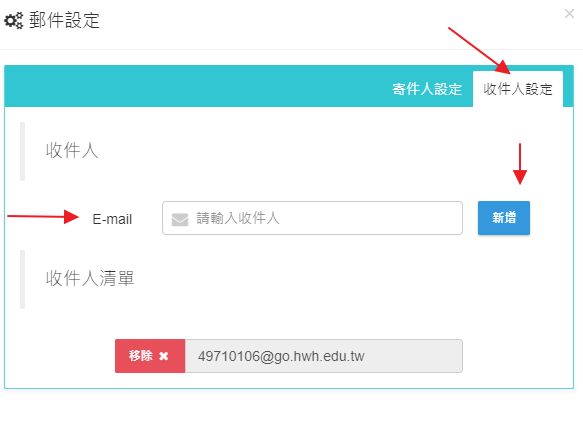 郵件設定
寄件人設定
收件人設定
收件人
E-mail
請輸入收件人
新增
收件人清單
移除
49710106@go.hwh.edu.tw